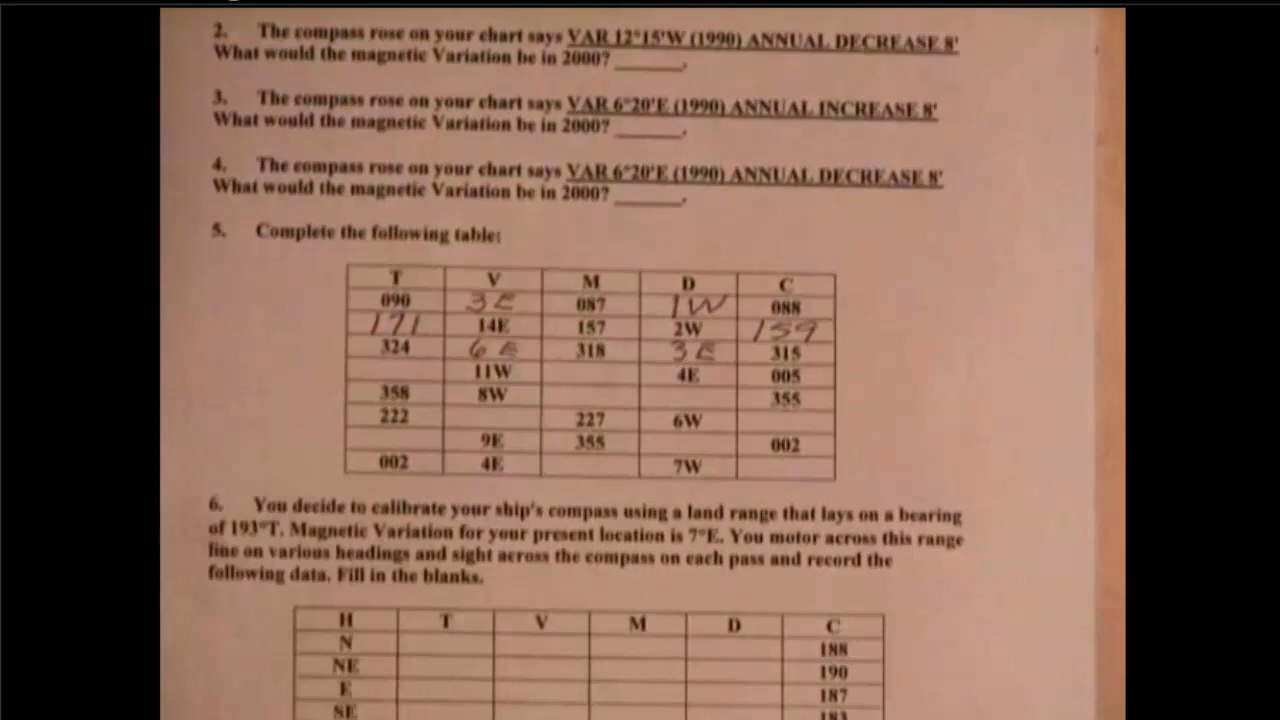 2. The compass rose on your chart says VAR 12°15'W (1990) ANNUAL DECREASE 8'
What would the magnetic Variation be in 2000? ______.
3. The compass rose on your chart says VAR 6°20'E (1990) ANNUAL INCREASE 8'
What would the magnetic Variation be in 2000? ______.
4. The compass rose on your chart says VAR 6°20'E (1990) ANNUAL DECREASE 8'
What would the magnetic Variation be in 2000? ______.
5. Complete the following table:
T V M D C
090 3E 087 1W 088
171 14E 157 2W 159
324 6E 318 3E 315
11W 4E 005
358 8W 355
222 227 6W
9E 355 002
002 4E 7W
6. You decide to calibrate your ship's compass using a land range that lays on a bearing
of 193°T. Magnetic Variation for your present location is 7°E. You motor across this range
line on various headings and sight across the compass on each pass and record the
following data. Fill in the blanks.
H T V M D C
N 188
NE 190
E 187
SE 183